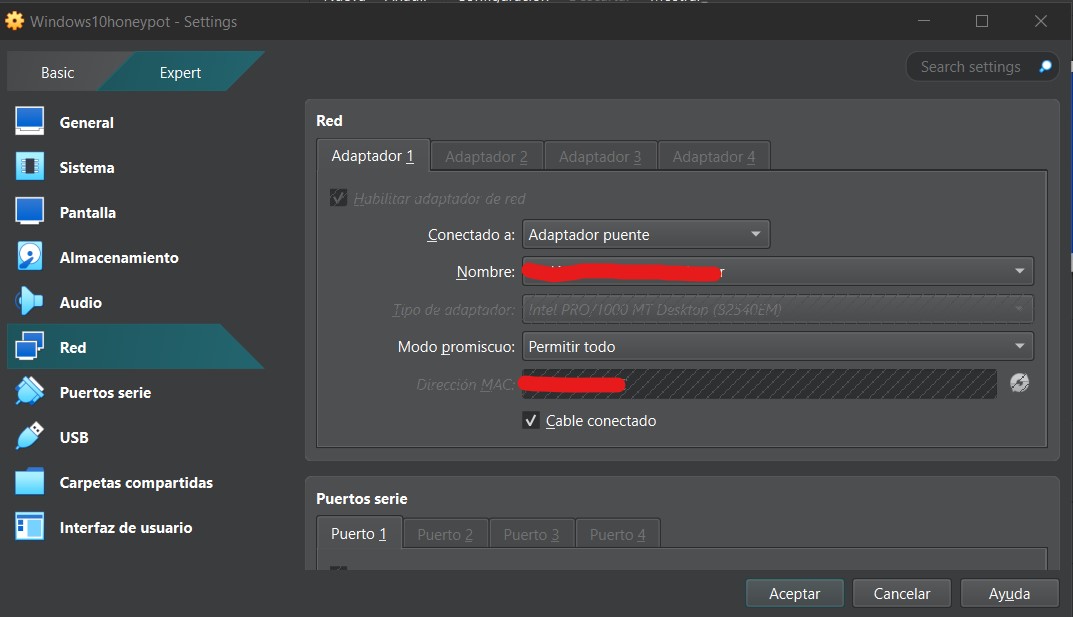 Windows10honeypot - Settings
Basic
Expert
Search settings
General
Sistema
Pantalla
Almacenamiento
Audio
Red
Puertos serie
USB
Carpetas compartidas
Interfaz de usuario
Red
Adaptador 1
Adaptador 2
Adaptador 3
Adaptador 4
Habilitar adaptador de red
Conectado a: Adaptador puente
Nombre:
Tipo de adaptador: Intel PRO/1000 MT Desktop (82540EM)
Modo promiscuo: Permitir todo
Dirección MAC:
Cable conectado
Puertos serie
Puerto 1
Puerto 2
Puerto 3
Puerto 4
Aceptar
Cancelar
Ayuda